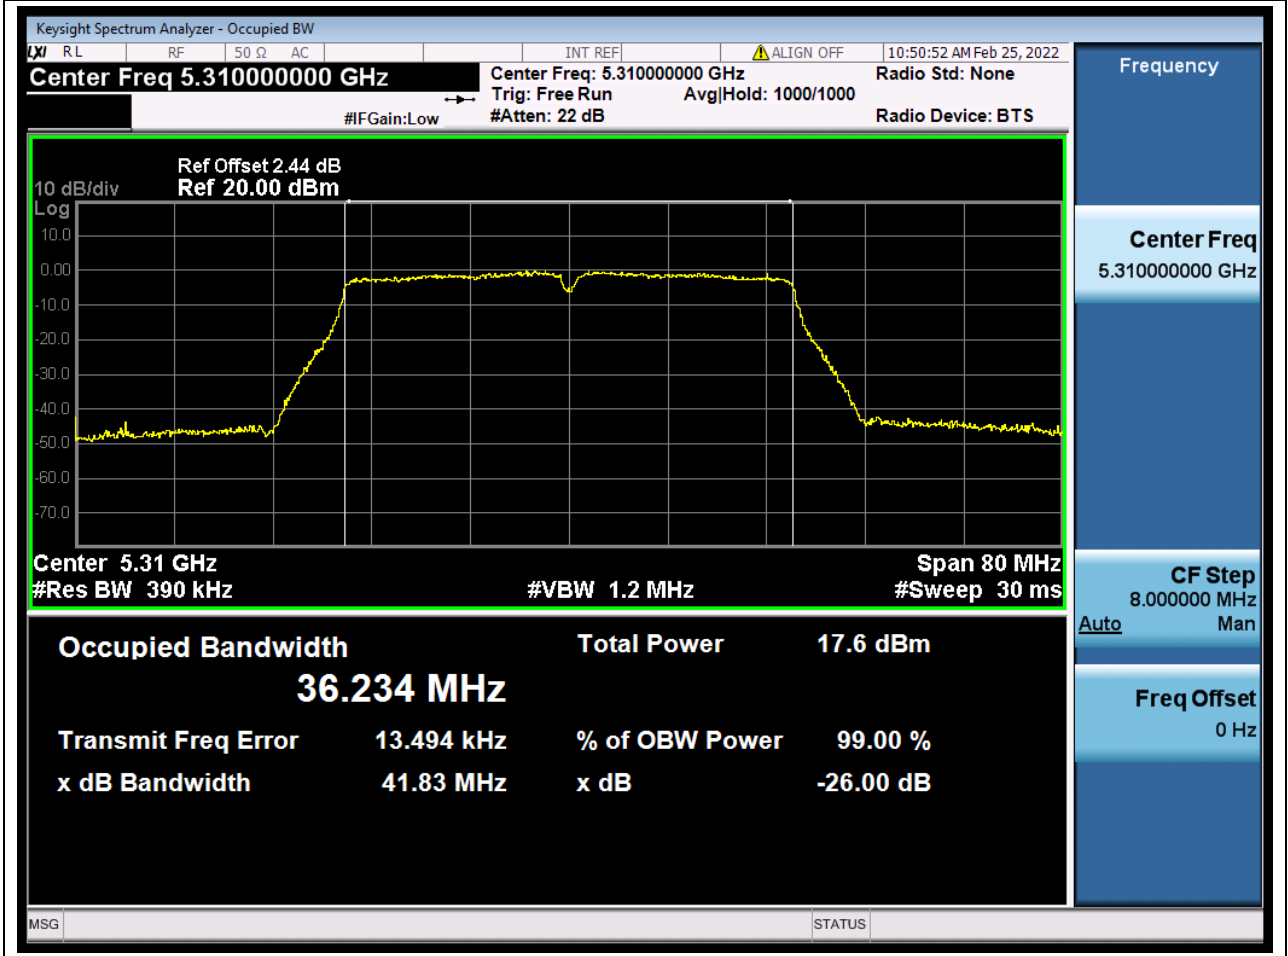 Keysight Spectrum Analyzer - Occupied BW
LXI RL RF 50 Ω AC INT REF ALIGN OFF 10:50:52 AM Feb 25, 2022
Center Freq 5.310000000 GHz
#IFGain:Low
Center Freq: 5.310000000 GHz
Trig: Free Run Avg|Hold: 1000/1000
#Atten: 22 dB
Radio Std: None
Radio Device: BTS
Ref Offset 2.44 dB
10 dB/div Ref 20.00 dBm
Log
10.0
0.00
-10.0
-20.0
-30.0
-40.0
-50.0
-60.0
-70.0
Center 5.31 GHz Span 80 MHz
#Res BW 390 kHz #VBW 1.2 MHz #Sweep 30 ms
Occupied Bandwidth Total Power 17.6 dBm
36.234 MHz
Transmit Freq Error 13.494 kHz % of OBW Power 99.00 %
x dB Bandwidth 41.83 MHz x dB -26.00 dB
Frequency
Center Freq
5.310000000 GHz
CF Step
8.000000 MHz
Auto Man
Freq Offset
0 Hz
MSG STATUS